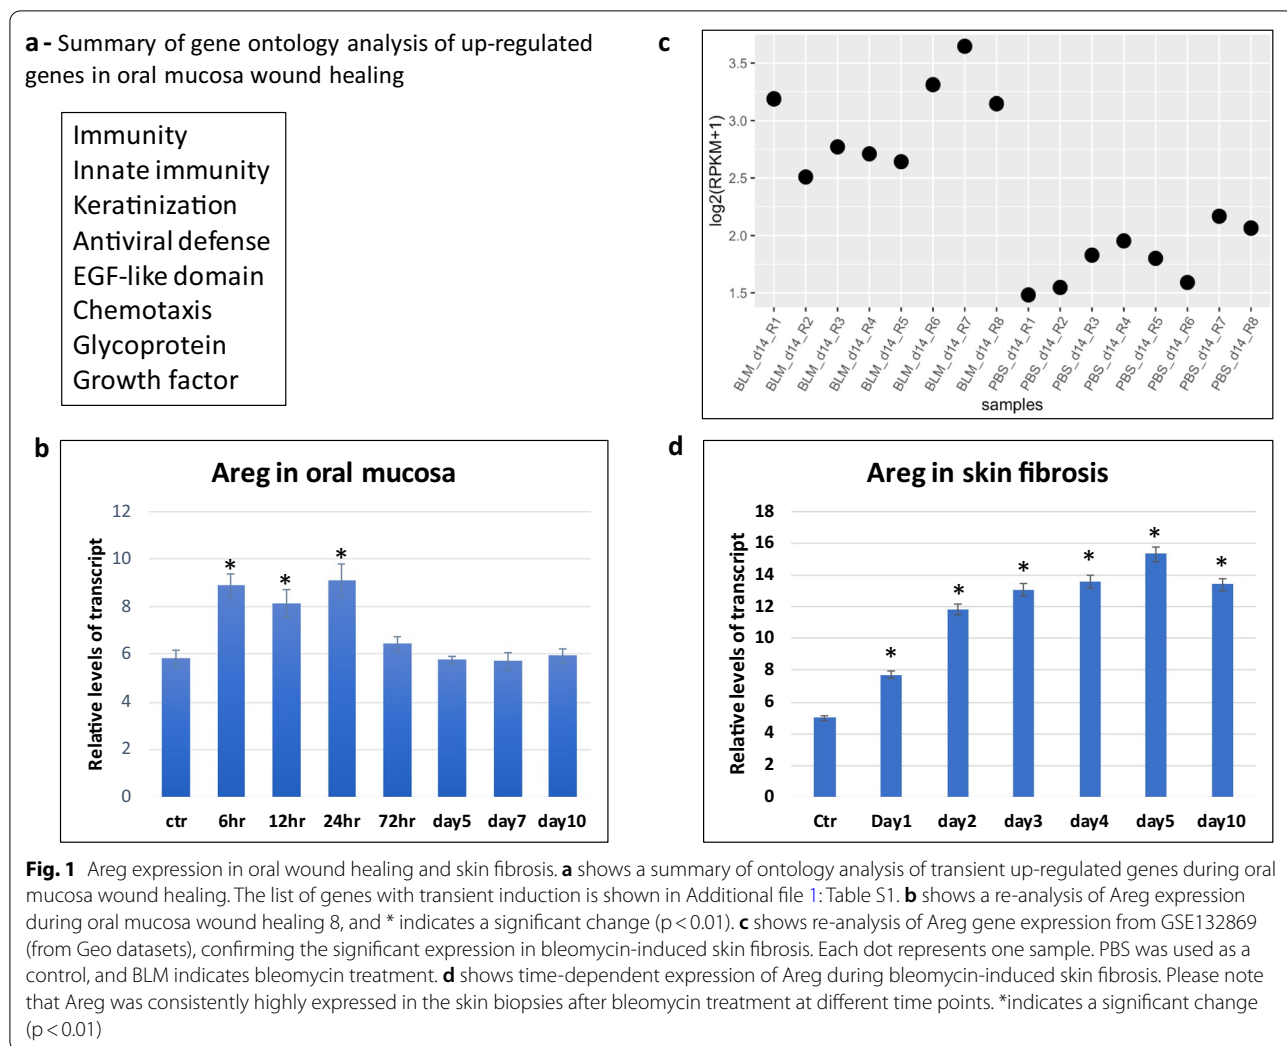 a - Summary of gene ontology analysis of up-regulated
genes in oral mucosa wound healing
Immunity
Innate immunity
Keratinization
Antiviral defense
EGF-like domain
Chemotaxis
Glycoprotein
Growth factor
c
log2(RPKM+1)
3.5
3.0
2.5
2.0
1.5
BLM_d14_R1
BLM_d14_R2
BLM_d14_R3
BLM_d14_R4
BLM_d14_R5
BLM_d14_R6
BLM_d14_R7
BLM_d14_R8
PBS_d14_R1
PBS_d14_R2
PBS_d14_R3
PBS_d14_R4
PBS_d14_R5
PBS_d14_R6
PBS_d14_R7
PBS_d14_R8
samples
b
Areg in oral mucosa
Relative levels of transcript
12
10
8
6
4
2
0
* * *
ctr 6hr 12hr 24hr 72hr day5 day7 day10
d
Areg in skin fibrosis
Relative levels of transcript
18
16
14
12
10
8
6
4
2
0
* * * * * *
Ctr Day1 day2 day3 day4 day5 day10
Fig. 1 Areg expression in oral wound healing and skin fibrosis. a shows a summary of ontology analysis of transient up-regulated genes during oral
mucosa wound healing. The list of genes with transient induction is shown in Additional file 1: Table S1. b shows a re-analysis of Areg expression
during oral mucosa wound healing 8, and * indicates a significant change (p < 0.01). c shows re-analysis of Areg gene expression from GSE132869
(from Geo datasets), confirming the significant expression in bleomycin-induced skin fibrosis. Each dot represents one sample. PBS was used as a
control, and BLM indicates bleomycin treatment. d shows time-dependent expression of Areg during bleomycin-induced skin fibrosis. Please note
that Areg was consistently highly expressed in the skin biopsies after bleomycin treatment at different time points. *indicates a significant change
(p < 0.01)